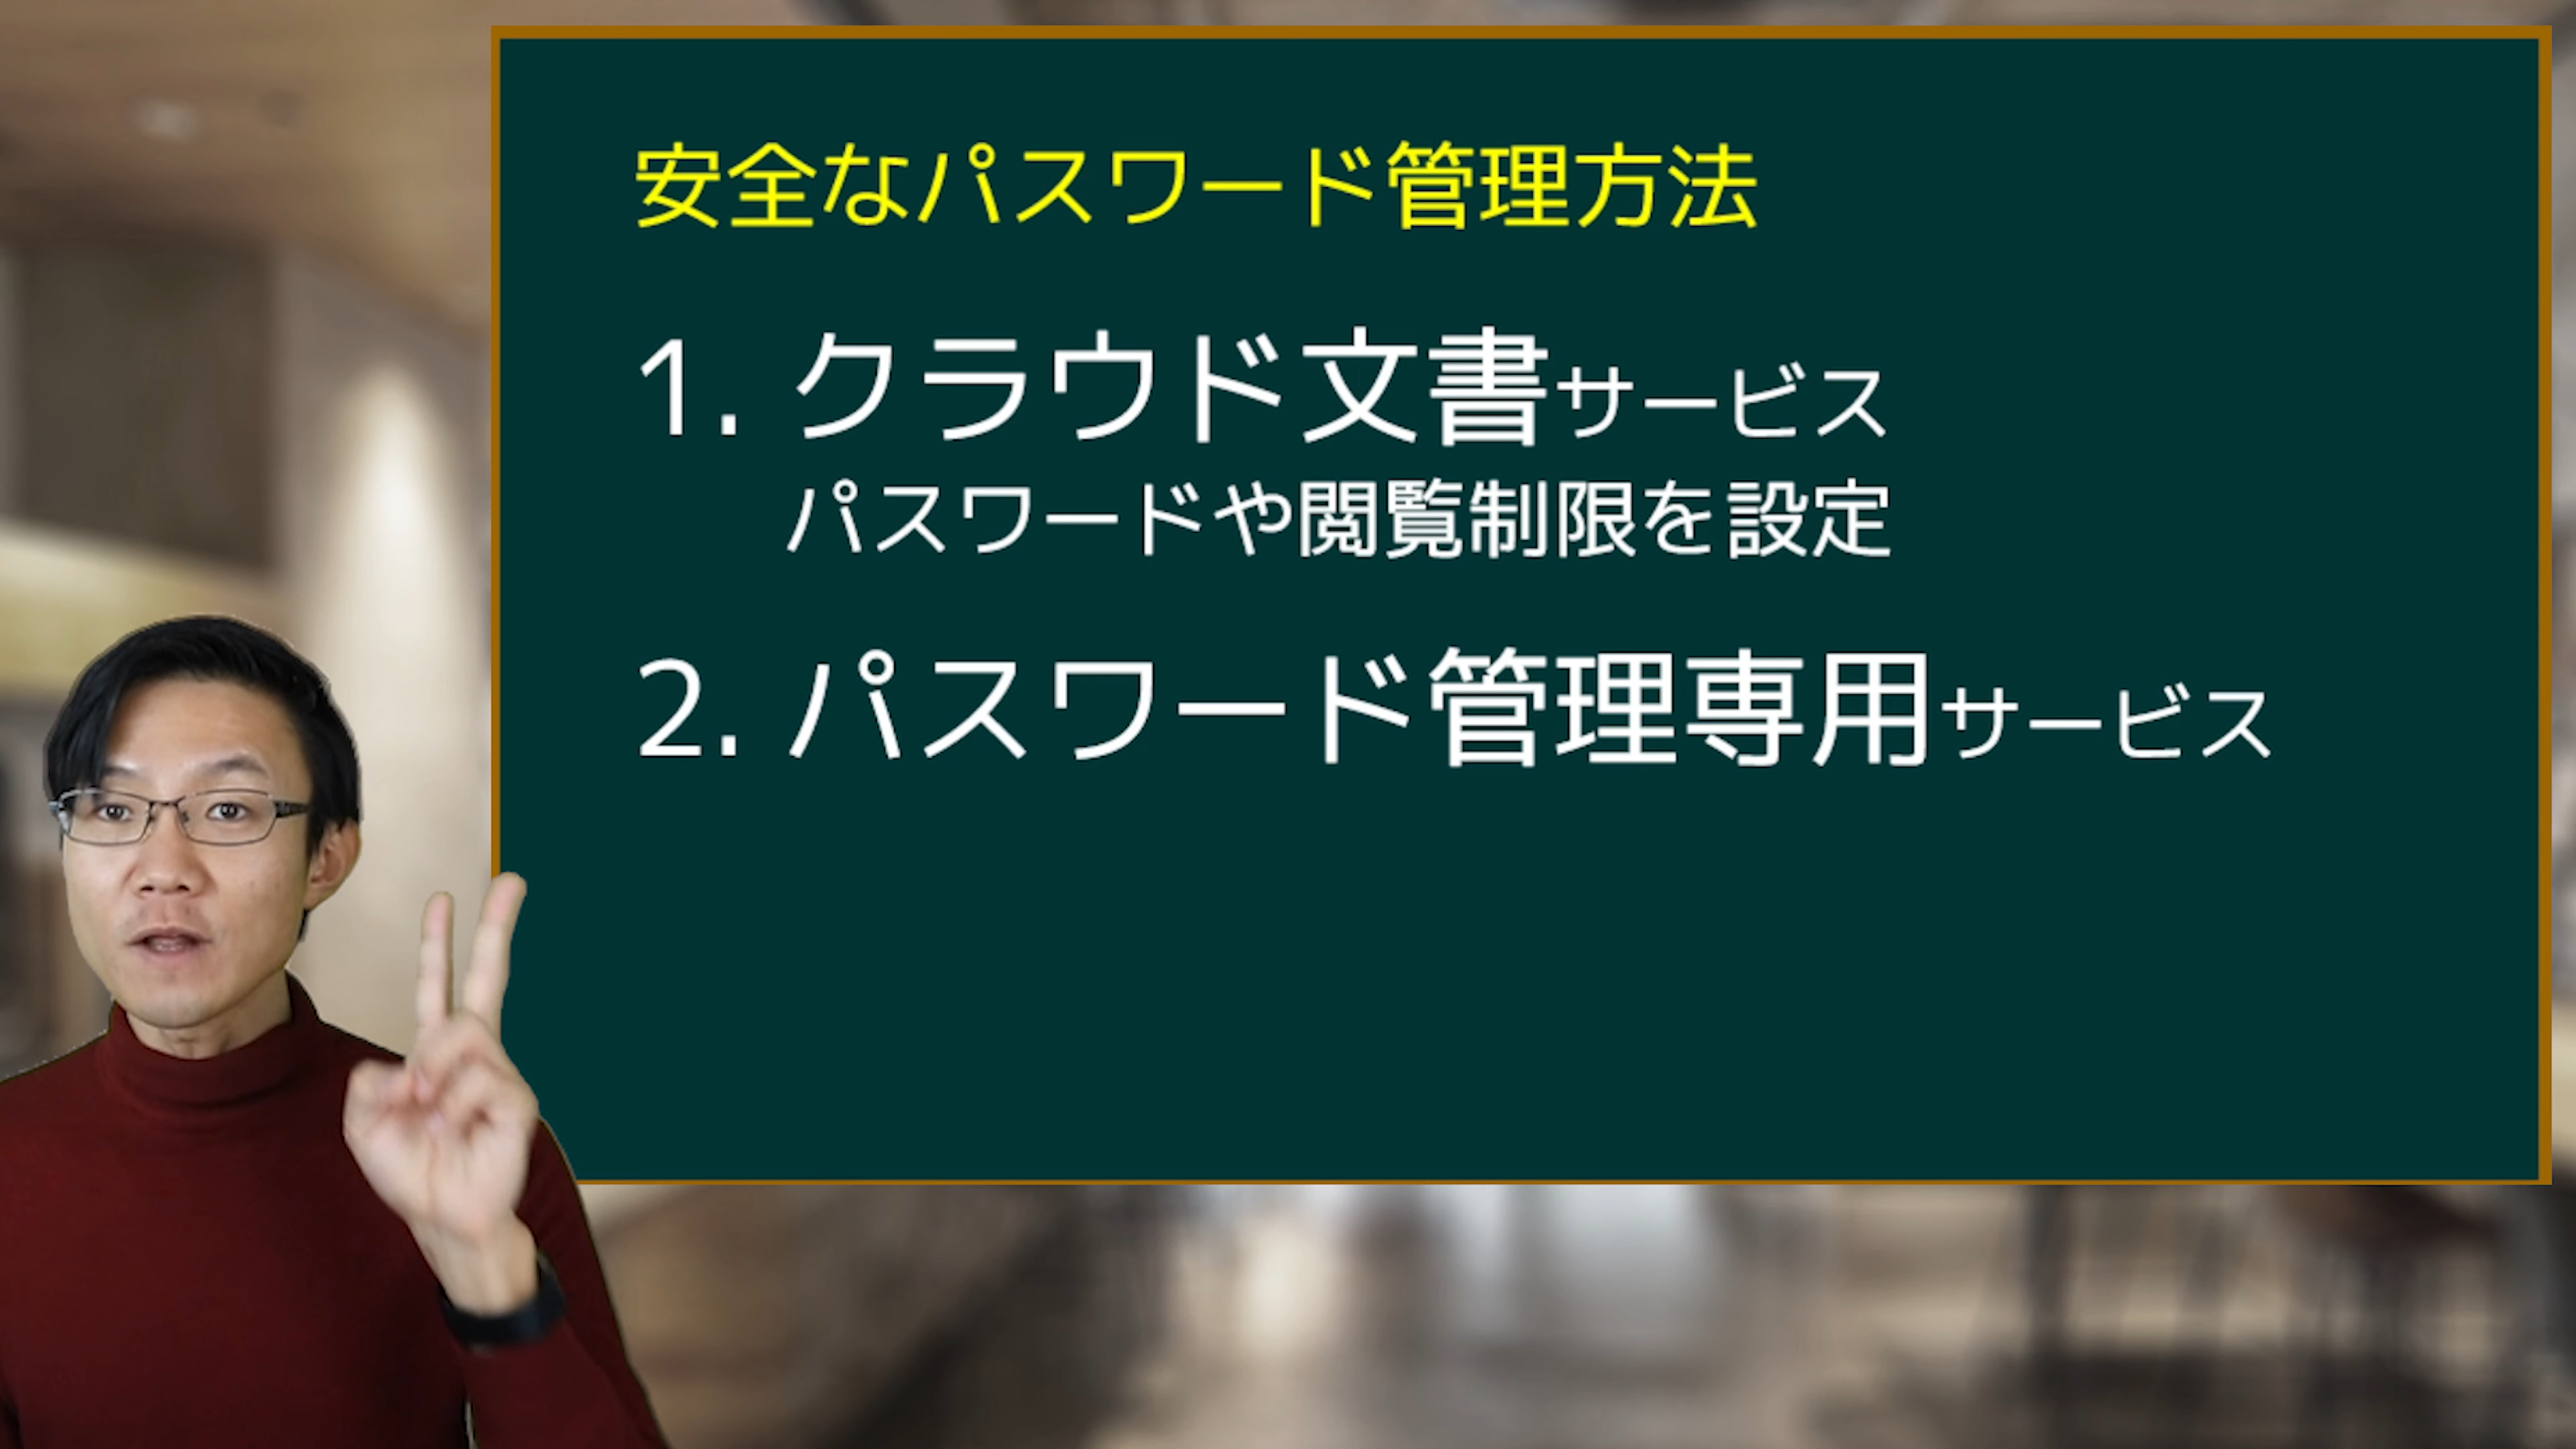 安全なパスワード管理方法
1. クラウド文書サービス
パスワードや閲覧制限を設定
2. パスワード管理専用サービス